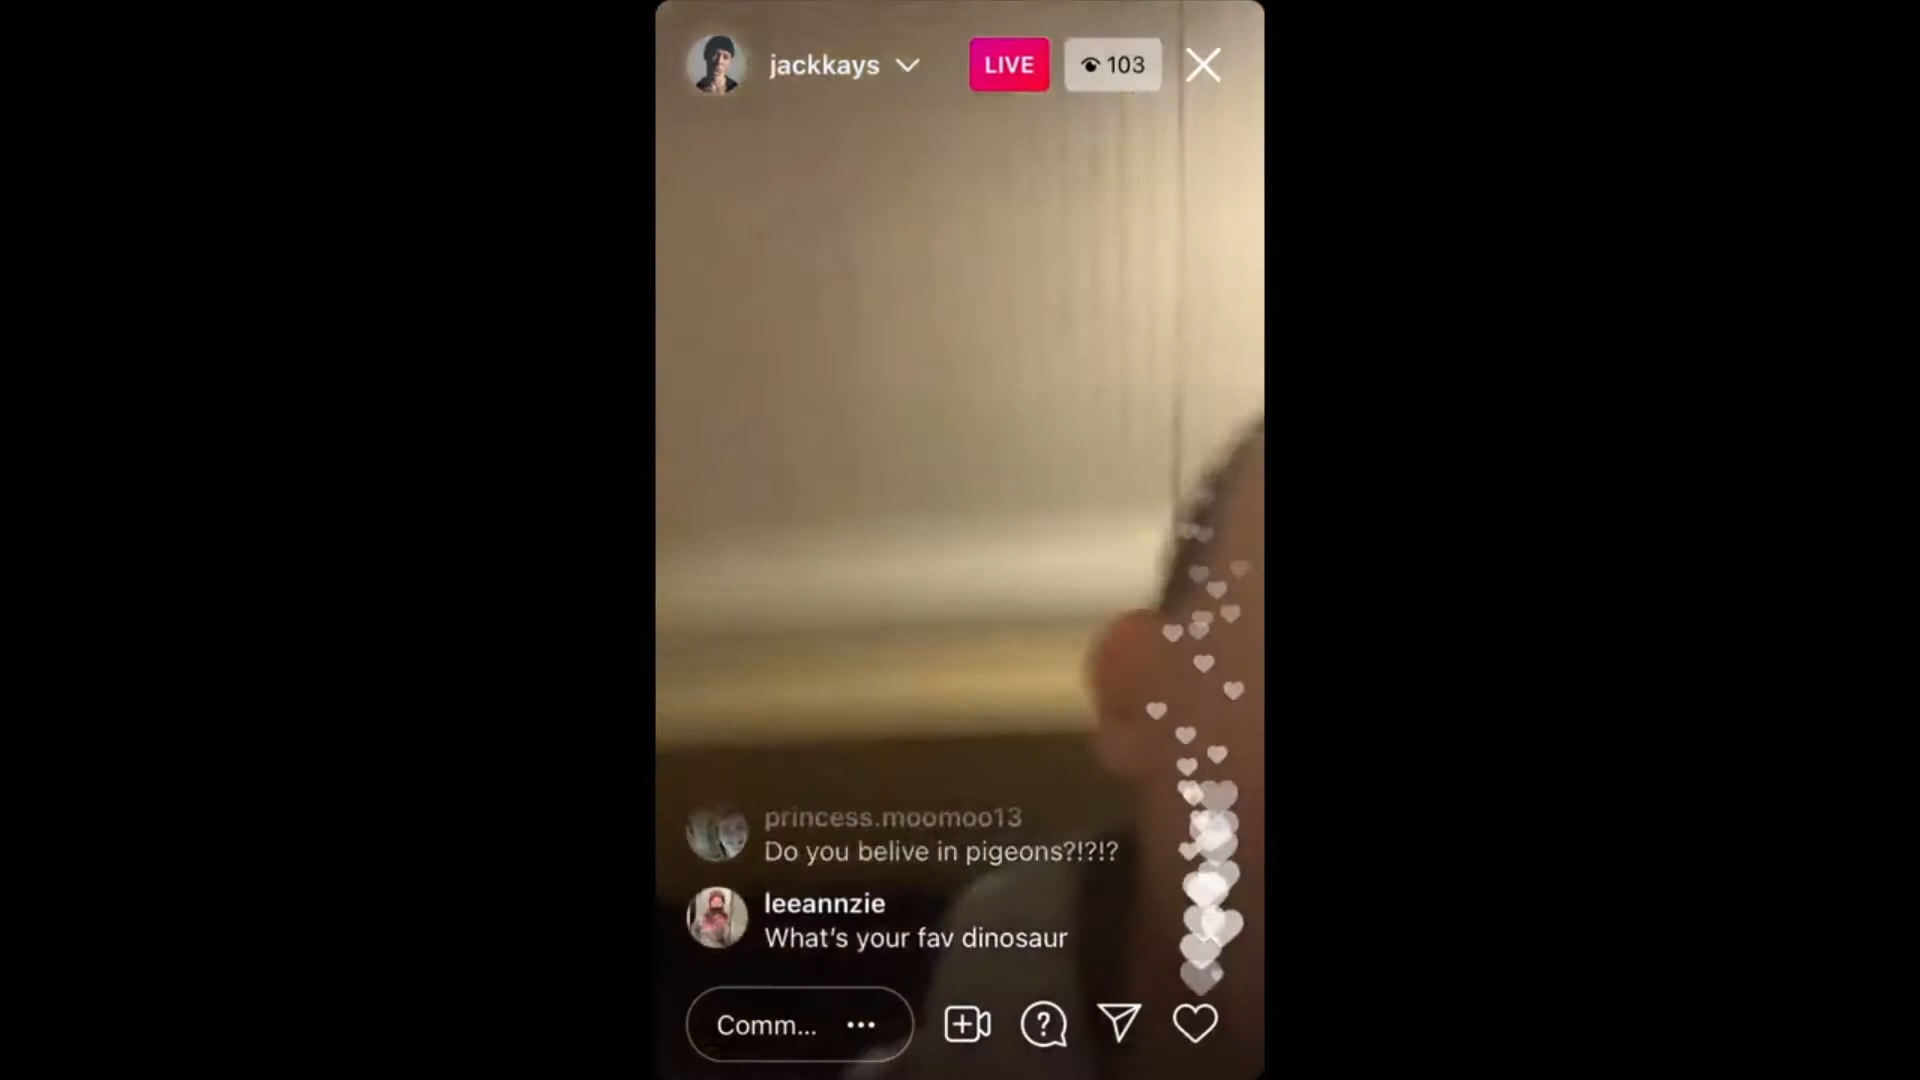 jackkays
LIVE
103
princess.moomoo13
Do you belive in pigeons?!?!?
leeannzie
What's your fav dinosaur
Comm...